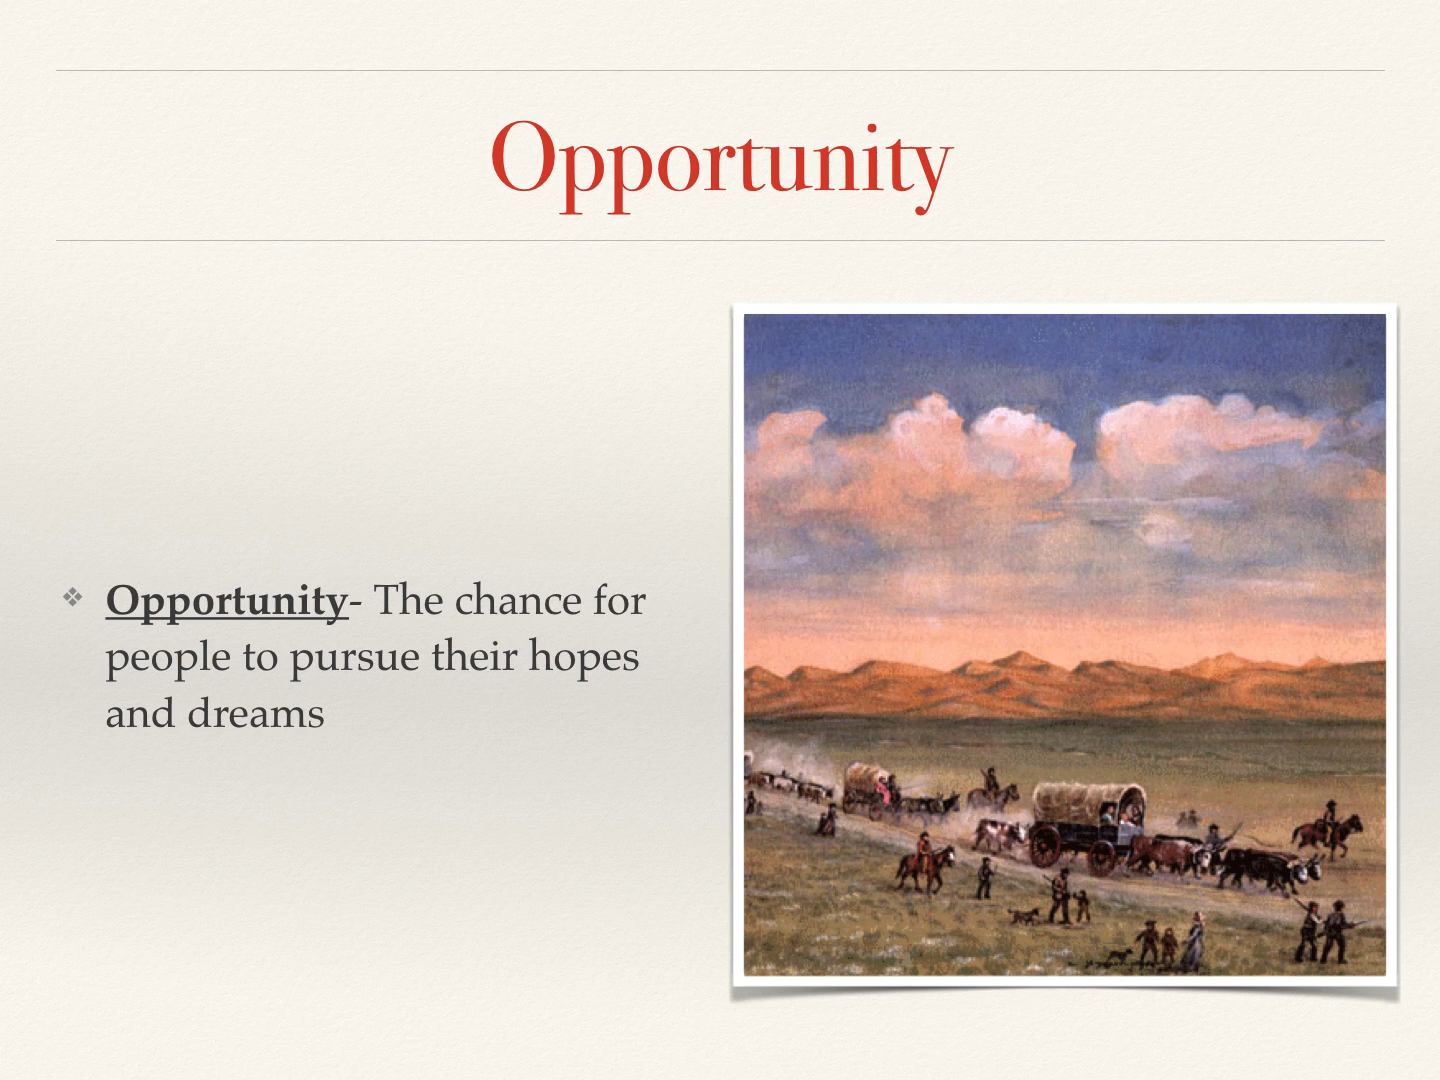 Opportunity
❖ Opportunity- The chance for
people to pursue their hopes
and dreams